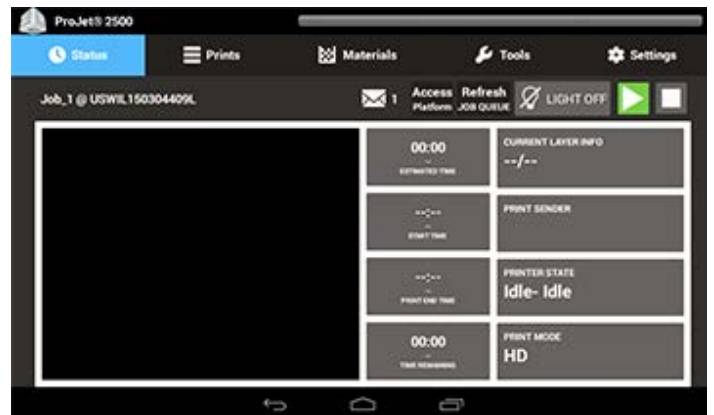 ProJet® 2500
Status
Prints
Materials
Tools
Settings
Job_1 @ USWIL150304409L
1
Access Platform
Refresh JOB QUEUE
LIGHT OFF
00:00
--
ESTIMATED TIME
CURRENT LAYER INFO
--/--
--:--
--
START TIME
PRINT SENDER
--:--
--
PRINT END TIME
PRINTER STATE
Idle- Idle
00:00
--
TIME REMAINING
PRINT MODE
HD